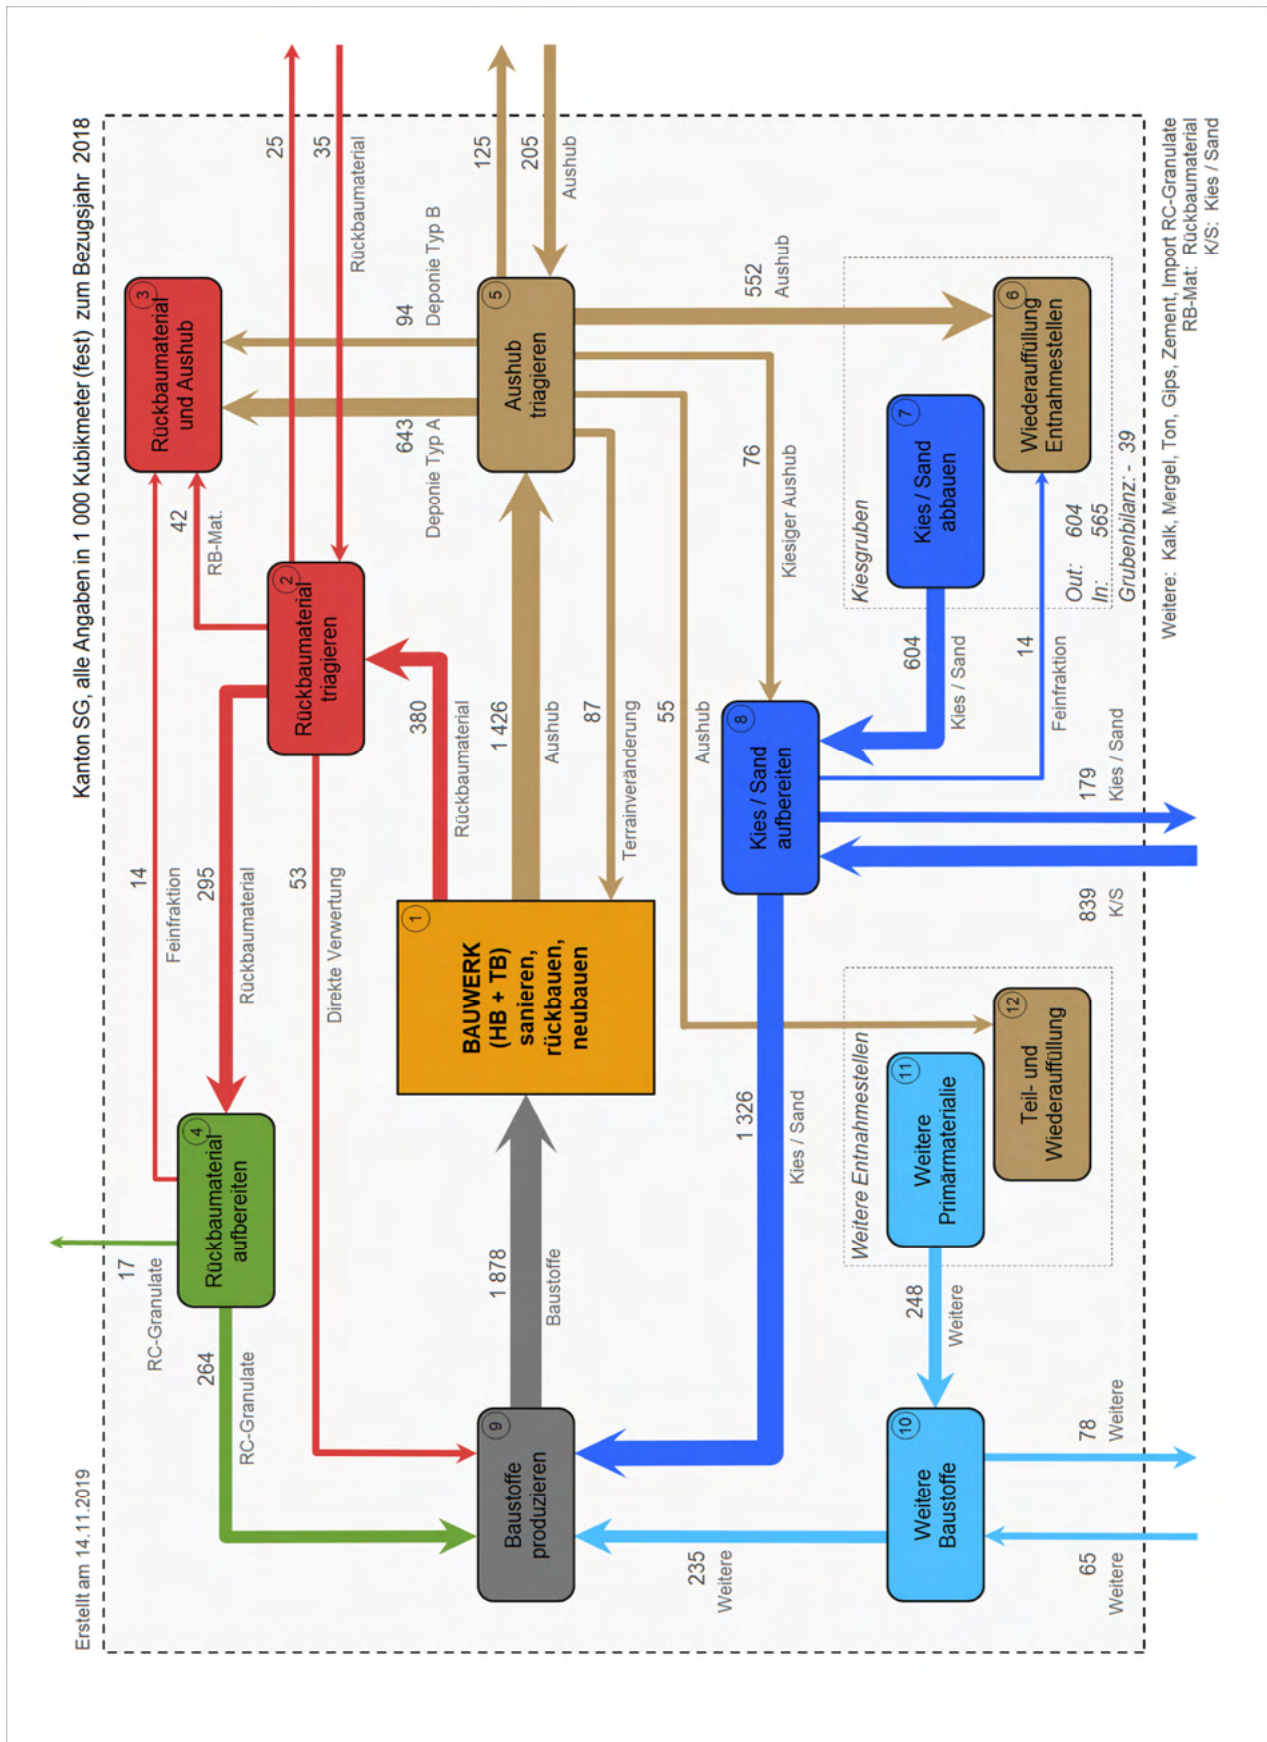 Erstellt am 14.11.2019
Kanton SG, alle Angaben in 1 000 Kubikmeter (fest) zum Bezugsjahr 2018
17
RC-Granulate
14
Feinfraktion
42
RB-Mat.
3
Rückbaumaterial
und Aushub
4
Rückbaumaterial
aufbereiten
264
RC-Granulate
295
Rückbaumaterial
53
Direkte Verwertung
2
Rückbaumaterial
triagieren
25
35
Rückbaumaterial
380
Rückbaumaterial
643
Deponie Typ A
94
Deponie Typ B
9
Baustoffe
produzieren
1 878
Baustoffe
1
BAUWERK
(HB + TB)
sanieren,
rückbauen,
neubauen
1 426
Aushub
87
Terrainveränderung
5
Aushub
triagieren
125
205
Aushub
55
Aushub
76
Kiesiger Aushub
552
Aushub
235
Weitere
1 326
Kies / Sand
8
Kies / Sand
aufbereiten
Weitere Entnahmestellen
Kiesgruben
10
Weitere
Baustoffe
248
Weitere
11
Weitere
Primärmaterialie
12
Teil- und
Wiederauffüllung
604
Kies / Sand
7
Kies / Sand
abbauen
6
Wiederauffüllung
Entnahmestellen
14
Feinfraktion
65
Weitere
78
Weitere
839
K/S
179
Kies / Sand
Out: 604
In: 565
Grubenbilanz: - 39
Weitere: Kalk, Mergel, Ton, Gips, Zement, Import RC-Granulate
RB-Mat: Rückbaumaterial
K/S: Kies / Sand